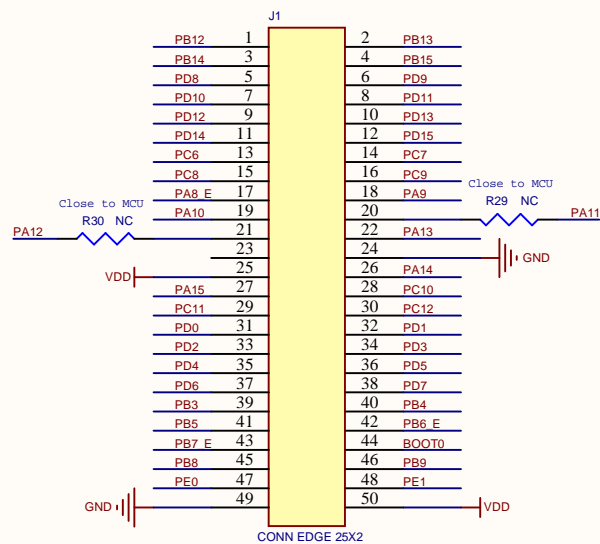 J1
PB12 1 2 PB13
PB14 3 4 PB15
PD8 5 6 PD9
PD10 7 8 PD11
PD12 9 10 PD13
PD14 11 12 PD15
PC6 13 14 PC7
PC8 15 16 PC9
Close to MCU PA8_E 17 18 PA9 Close to MCU
R30 NC PA10 19 20 R29 NC PA11
PA12 21 22 PA13
23 24 GND
VDD 25 26 PA14
PA15 27 28 PC10
PC11 29 30 PC12
PD0 31 32 PD1
PD2 33 34 PD3
PD4 35 36 PD5
PD6 37 38 PD7
PB3 39 40 PB4
PB5 41 42 PB6_E
PB7_E 43 44 BOOT0
PB8 45 46 PB9
PE0 47 48 PE1
GND 49 50 VDD
CONN EDGE 25X2